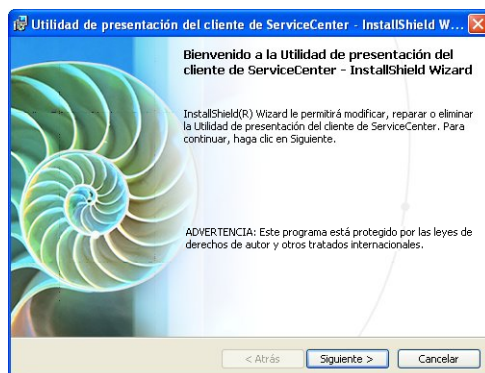 Utilidad de presentación del cliente de ServiceCenter - InstallShield W...
Bienvenido a la Utilidad de presentación del
cliente de ServiceCenter - InstallShield Wizard
InstallShield(R) Wizard le permitirá modificar, reparar o eliminar
la Utilidad de presentación del cliente de ServiceCenter. Para
continuar, haga clic en Siguiente.
ADVERTENCIA: Este programa está protegido por las leyes de
derechos de autor y otros tratados internacionales.
< Atrás
Siguiente >
Cancelar